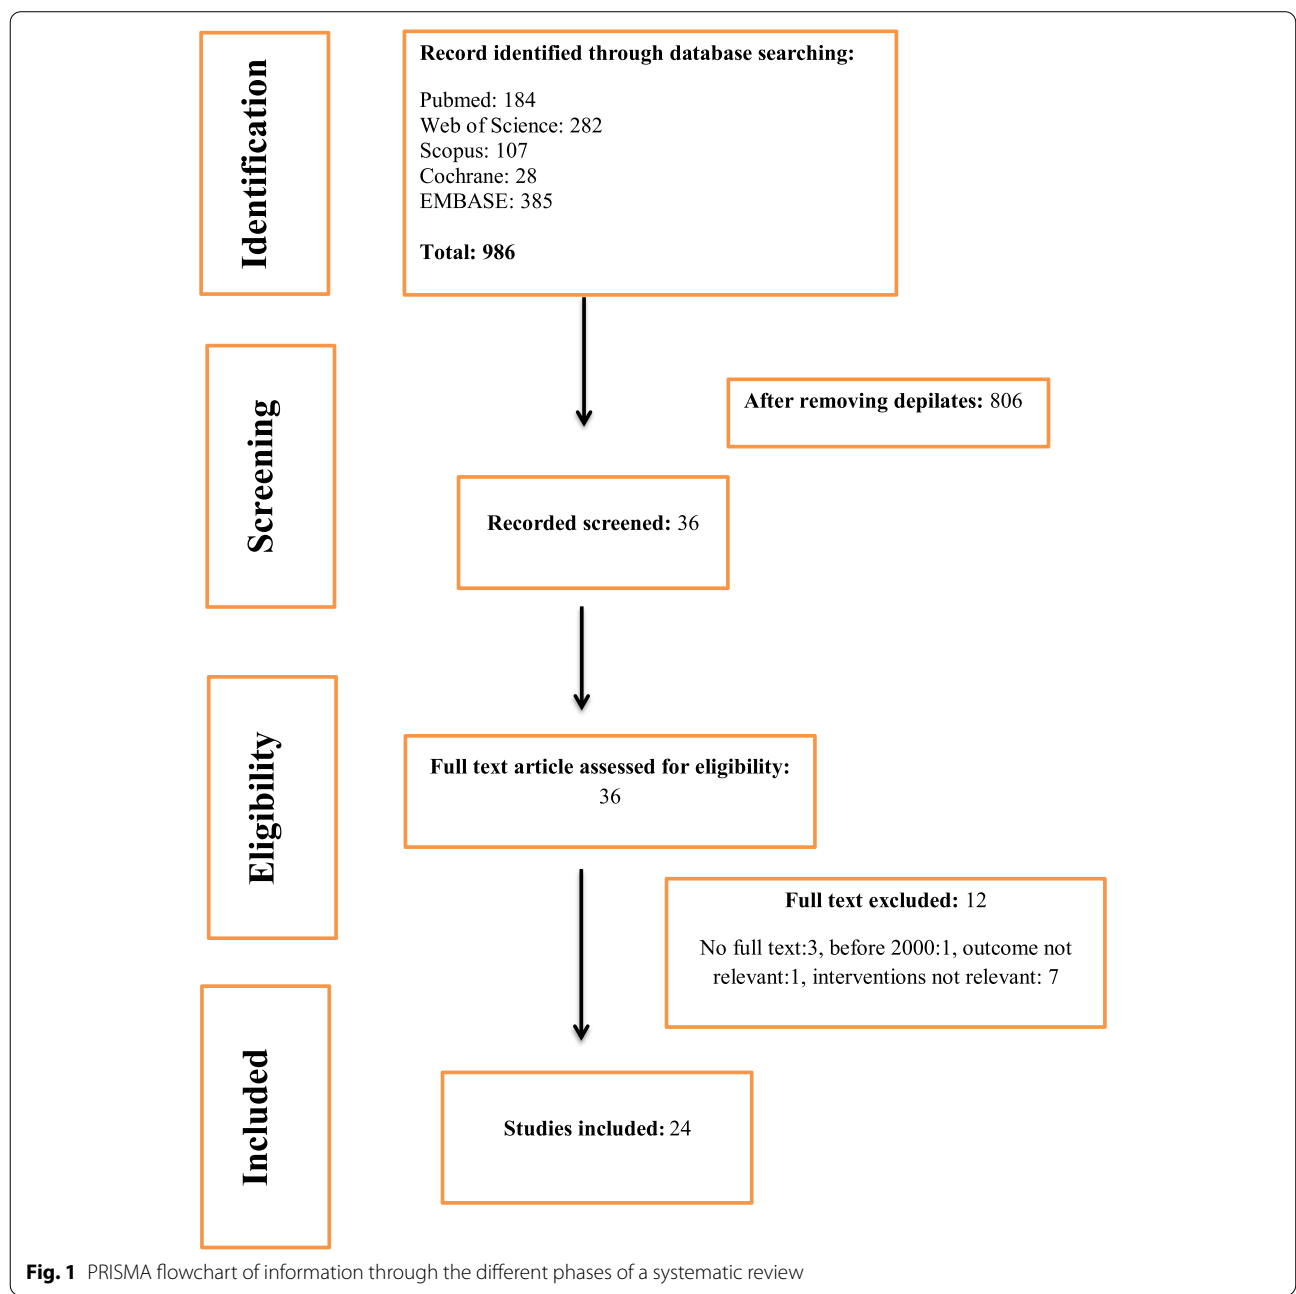 Identification
Record identified through database searching:
Pubmed: 184
Web of Science: 282
Scopus: 107
Cochrane: 28
EMBASE: 385
Total: 986
Screening
After removing depilates: 806
Recorded screened: 36
Eligibility
Full text article assessed for eligibility:
36
Full text excluded: 12
No full text:3, before 2000:1, outcome not
relevant:1, interventions not relevant: 7
Included
Studies included: 24
Fig. 1 PRISMA flowchart of information through the different phases of a systematic review